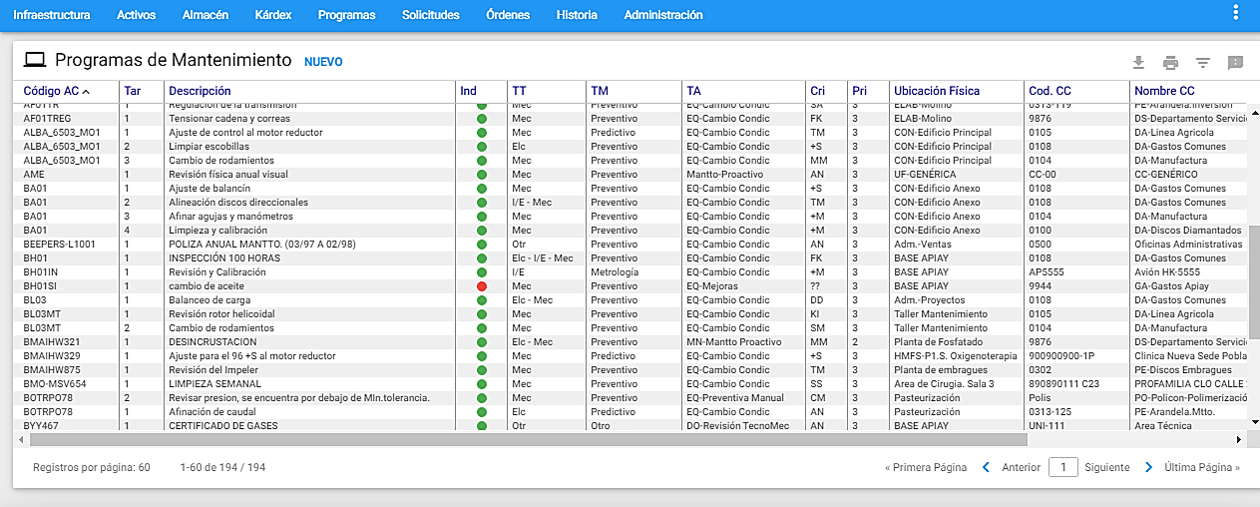 Infraestructura Activos Almacén Kárdex Programas Solicitudes Órdenes Historia Administración
Programas de Mantenimiento NUEVO
Código AC Tar Descripción Ind TT TM TA Cri Pri Ubicación Física Cod. CC Nombre CC
AF01TR 1 Regulación de la transmisión Mec Preventivo EQ-Cambio Condic SA 3 ELAB-Molino 0313-119 PE-Arandela.Inversion
AF01TREG 1 Tensionar cadena y correas Mec Preventivo EQ-Cambio Condic FK 3 ELAB-Molino 9876 DS-Departamento Servici
ALBA_6503_MO1 1 Ajuste de control al motor reductor Mec Predictivo EQ-Cambio Condic TM 3 CON-Edificio Principal 0105 DA-Linea Agricola
ALBA_6503_MO1 2 Limpiar escobillas Elc Preventivo EQ-Cambio Condic +S 3 CON-Edificio Principal 0108 DA-Gastos Comunes
ALBA_6503_MO1 3 Cambio de rodamientos Mec Preventivo EQ-Cambio Condic MM 3 CON-Edificio Principal 0104 DA-Manufactura
AME 1 Revisión física anual visual Mec Preventivo Mantto-Proactivo AN 3 UF-GENÉRICA CC-00 CC-GENÉRICO
BA01 1 Ajuste de balancín Mec Preventivo EQ-Cambio Condic +S 3 CON-Edificio Anexo 0108 DA-Gastos Comunes
BA01 2 Alineación discos direccionales I/E - Mec Preventivo EQ-Cambio Condic TM 3 CON-Edificio Anexo 0108 DA-Gastos Comunes
BA01 3 Afinar agujas y manómetros Mec Preventivo EQ-Cambio Condic +M 3 CON-Edificio Anexo 0104 DA-Manufactura
BA01 4 Limpieza y calibración Mec Preventivo EQ-Cambio Condic +M 3 CON-Edificio Anexo 0100 DA-Discos Diamantados
BEEPERS-L1001 1 POLIZA ANUAL MANTTO. (03/97 A 02/98) Otr Preventivo EQ-Cambio Condic AN 3 Adm.-Ventas 0500 Oficinas Administrativas
BH01 1 INSPECCIÓN 100 HORAS Elc - I/E - Mec Preventivo EQ-Cambio Condic FK 3 BASE APIAY 0108 DA-Gastos Comunes
BH01IN 1 Revisión y Calibración I/E Metrología EQ-Cambio Condic +M 3 BASE APIAY AP5555 Avión HK-5555
BH01SI 1 cambio de aceite Mec Preventivo EQ-Mejoras ?? 3 BASE APIAY 9944 GA-Gastos Apiay
BL03 1 Balanceo de carga Elc - Mec Preventivo EQ-Cambio Condic DD 3 Adm.-Proyectos 0108 DA-Gastos Comunes
BL03MT 1 Revisión rotor helicoidal Mec Preventivo EQ-Cambio Condic KI 3 Taller Mantenimiento 0105 DA-Linea Agricola
BL03MT 2 Cambio de rodamientos Mec Preventivo EQ-Cambio Condic SM 3 Taller Mantenimiento 0104 DA-Manufactura
BMAIHW321 1 DESINCRUSTACION Elc - Mec Preventivo MN-Mantto Proactivo MM 2 Planta de Fosfatado 9876 DS-Departamento Servici
BMAIHW329 1 Ajuste para el 96 +S al motor reductor Mec Predictivo EQ-Cambio Condic +S 3 HMFS-P1.S. Oxigenoterapia 900900900-1P Clinica Nueva Sede Pobla
BMAIHW875 1 Revisión del Impeler Mec Preventivo EQ-Cambio Condic TM 3 Planta de embragues 0302 PE-Discos Embragues
BMO-MSV654 1 LIMPIEZA SEMANAL Mec Preventivo EQ-Cambio Condic SS 3 Area de Cirugia. Sala 3 890890111 C23 PROFAMILIA CLO CALLE
BOTRPO78 2 Revisar presion, se encuentra por debajo de MIn.tolerancia. Mec Preventivo EQ-Preventiva Manual CM 3 Pasteurización Polis PO-Policon-Polimerizació
BOTRPO78 1 Afinación de caudal Elc Predictivo EQ-Cambio Condic AN 3 Pasteurización 0313-125 PE-Arandela.Mtto.
BYY467 1 CERTIFICADO DE GASES Otr Otro DO-Revisión TecnoMec AN 3 BASE APIAY UNI-111 Area Técnica
Registros por página: 60 1-60 de 194 / 194 « Primera Página Anterior 1 Siguiente Última Página »